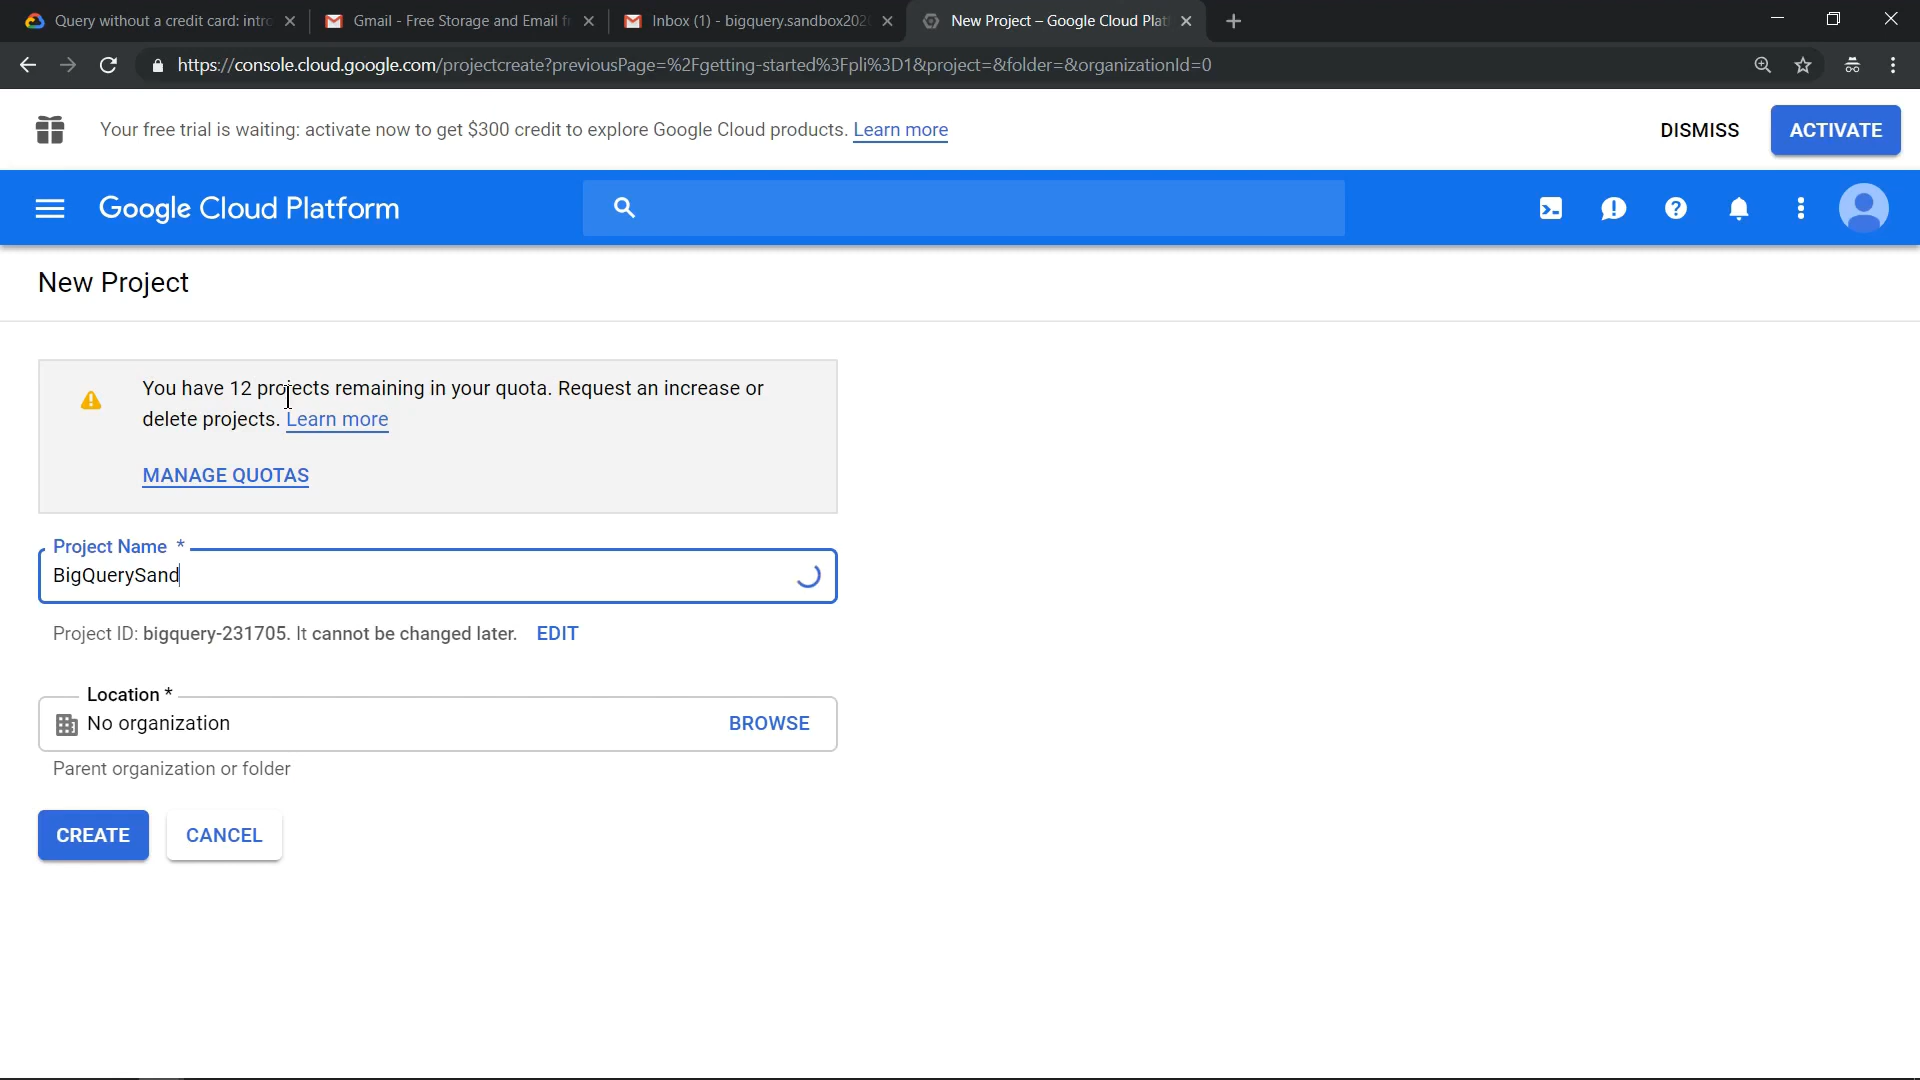 Query without a credit card: intro
Gmail - Free Storage and Email f
Inbox (1) - bigquery.sandbox202
New Project – Google Cloud Plat
https://console.cloud.google.com/projectcreate?previousPage=%2Fgetting-started%3Fpli%3D1&project=&folder=&organizationId=0
Your free trial is waiting: activate now to get $300 credit to explore Google Cloud products. Learn more
DISMISS
ACTIVATE
Google Cloud Platform
New Project
You have 12 projects remaining in your quota. Request an increase or
delete projects. Learn more
MANAGE QUOTAS
Project Name *
BigQuerySand
Project ID: bigquery-231705. It cannot be changed later. EDIT
Location *
No organization
BROWSE
Parent organization or folder
CREATE
CANCEL